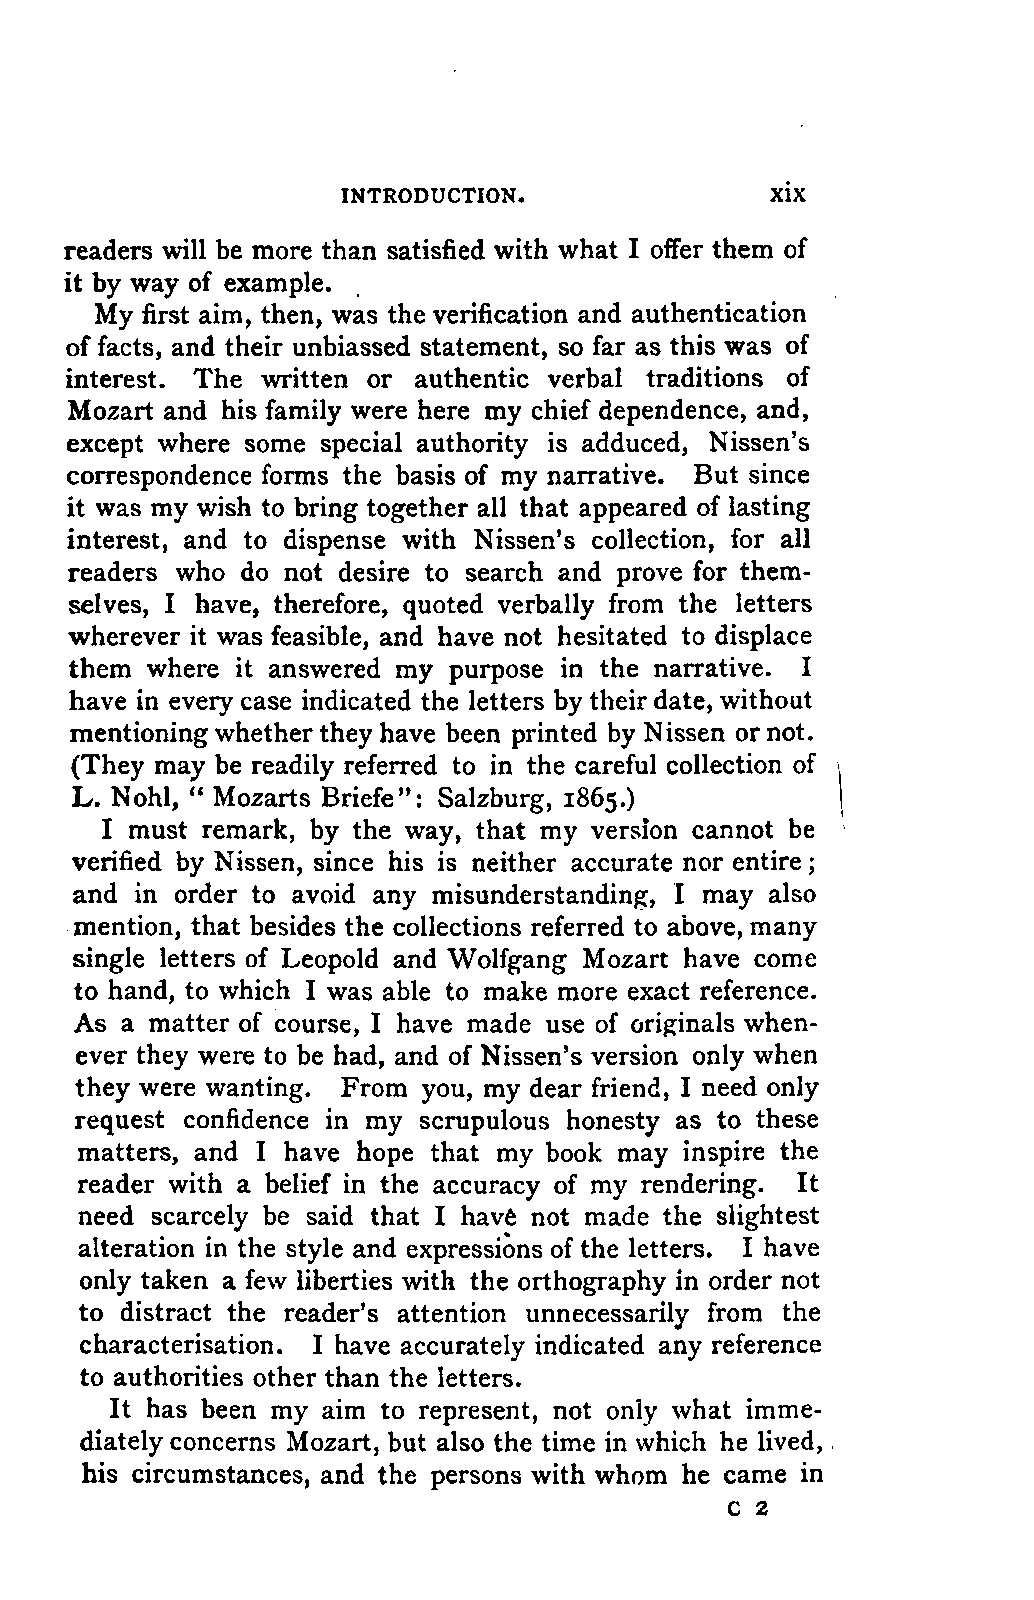 INTRODUCTION. xix
readers will be more than satisfied with what I offer them of
it by way of example.
My first aim, then, was the verification and authentication
of facts, and their unbiassed statement, so far as this was of
interest. The written or authentic verbal traditions of
Mozart and his family were here my chief dependence, and,
except where some special authority is adduced, Nissen's
correspondence forms the basis of my narrative. But since
it was my wish to bring together all that appeared of lasting
interest, and to dispense with Nissen's collection, for all
readers who do not desire to search and prove for them-
selves, I have, therefore, quoted verbally from the letters
wherever it was feasible, and have not hesitated to displace
them where it answered my purpose in the narrative. I
have in every case indicated the letters by their date, without
mentioning whether they have been printed by Nissen or not.
(They may be readily referred to in the careful collection of
L. Nohl, " Mozarts Briefe": Salzburg, 1865.)
I must remark, by the way, that my version cannot be
verified by Nissen, since his is neither accurate nor entire;
and in order to avoid any misunderstanding, I may also
mention, that besides the collections referred to above, many
single letters of Leopold and Wolfgang Mozart have come
to hand, to which I was able to make more exact reference.
As a matter of course, I have made use of originals when-
ever they were to be had, and of Nissen's version only when
they were wanting. From you, my dear friend, I need only
request confidence in my scrupulous honesty as to these
matters, and I have hope that my book may inspire the
reader with a belief in the accuracy of my rendering. It
need scarcely be said that I have not made the slightest
alteration in the style and expressions of the letters. I have
only taken a few liberties with the orthography in order not
to distract the reader's attention unnecessarily from the
characterisation. I have accurately indicated any reference
to authorities other than the letters.
It has been my aim to represent, not only what imme-
diately concerns Mozart, but also the time in which he lived,
his circumstances, and the persons with whom he came in
C 2